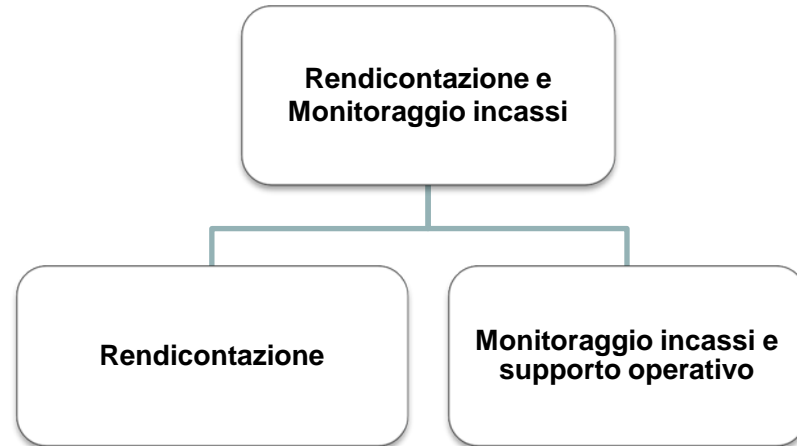 Rendicontazione e
Monitoraggio incassi
Rendicontazione
Monitoraggio incassi e
supporto operativo